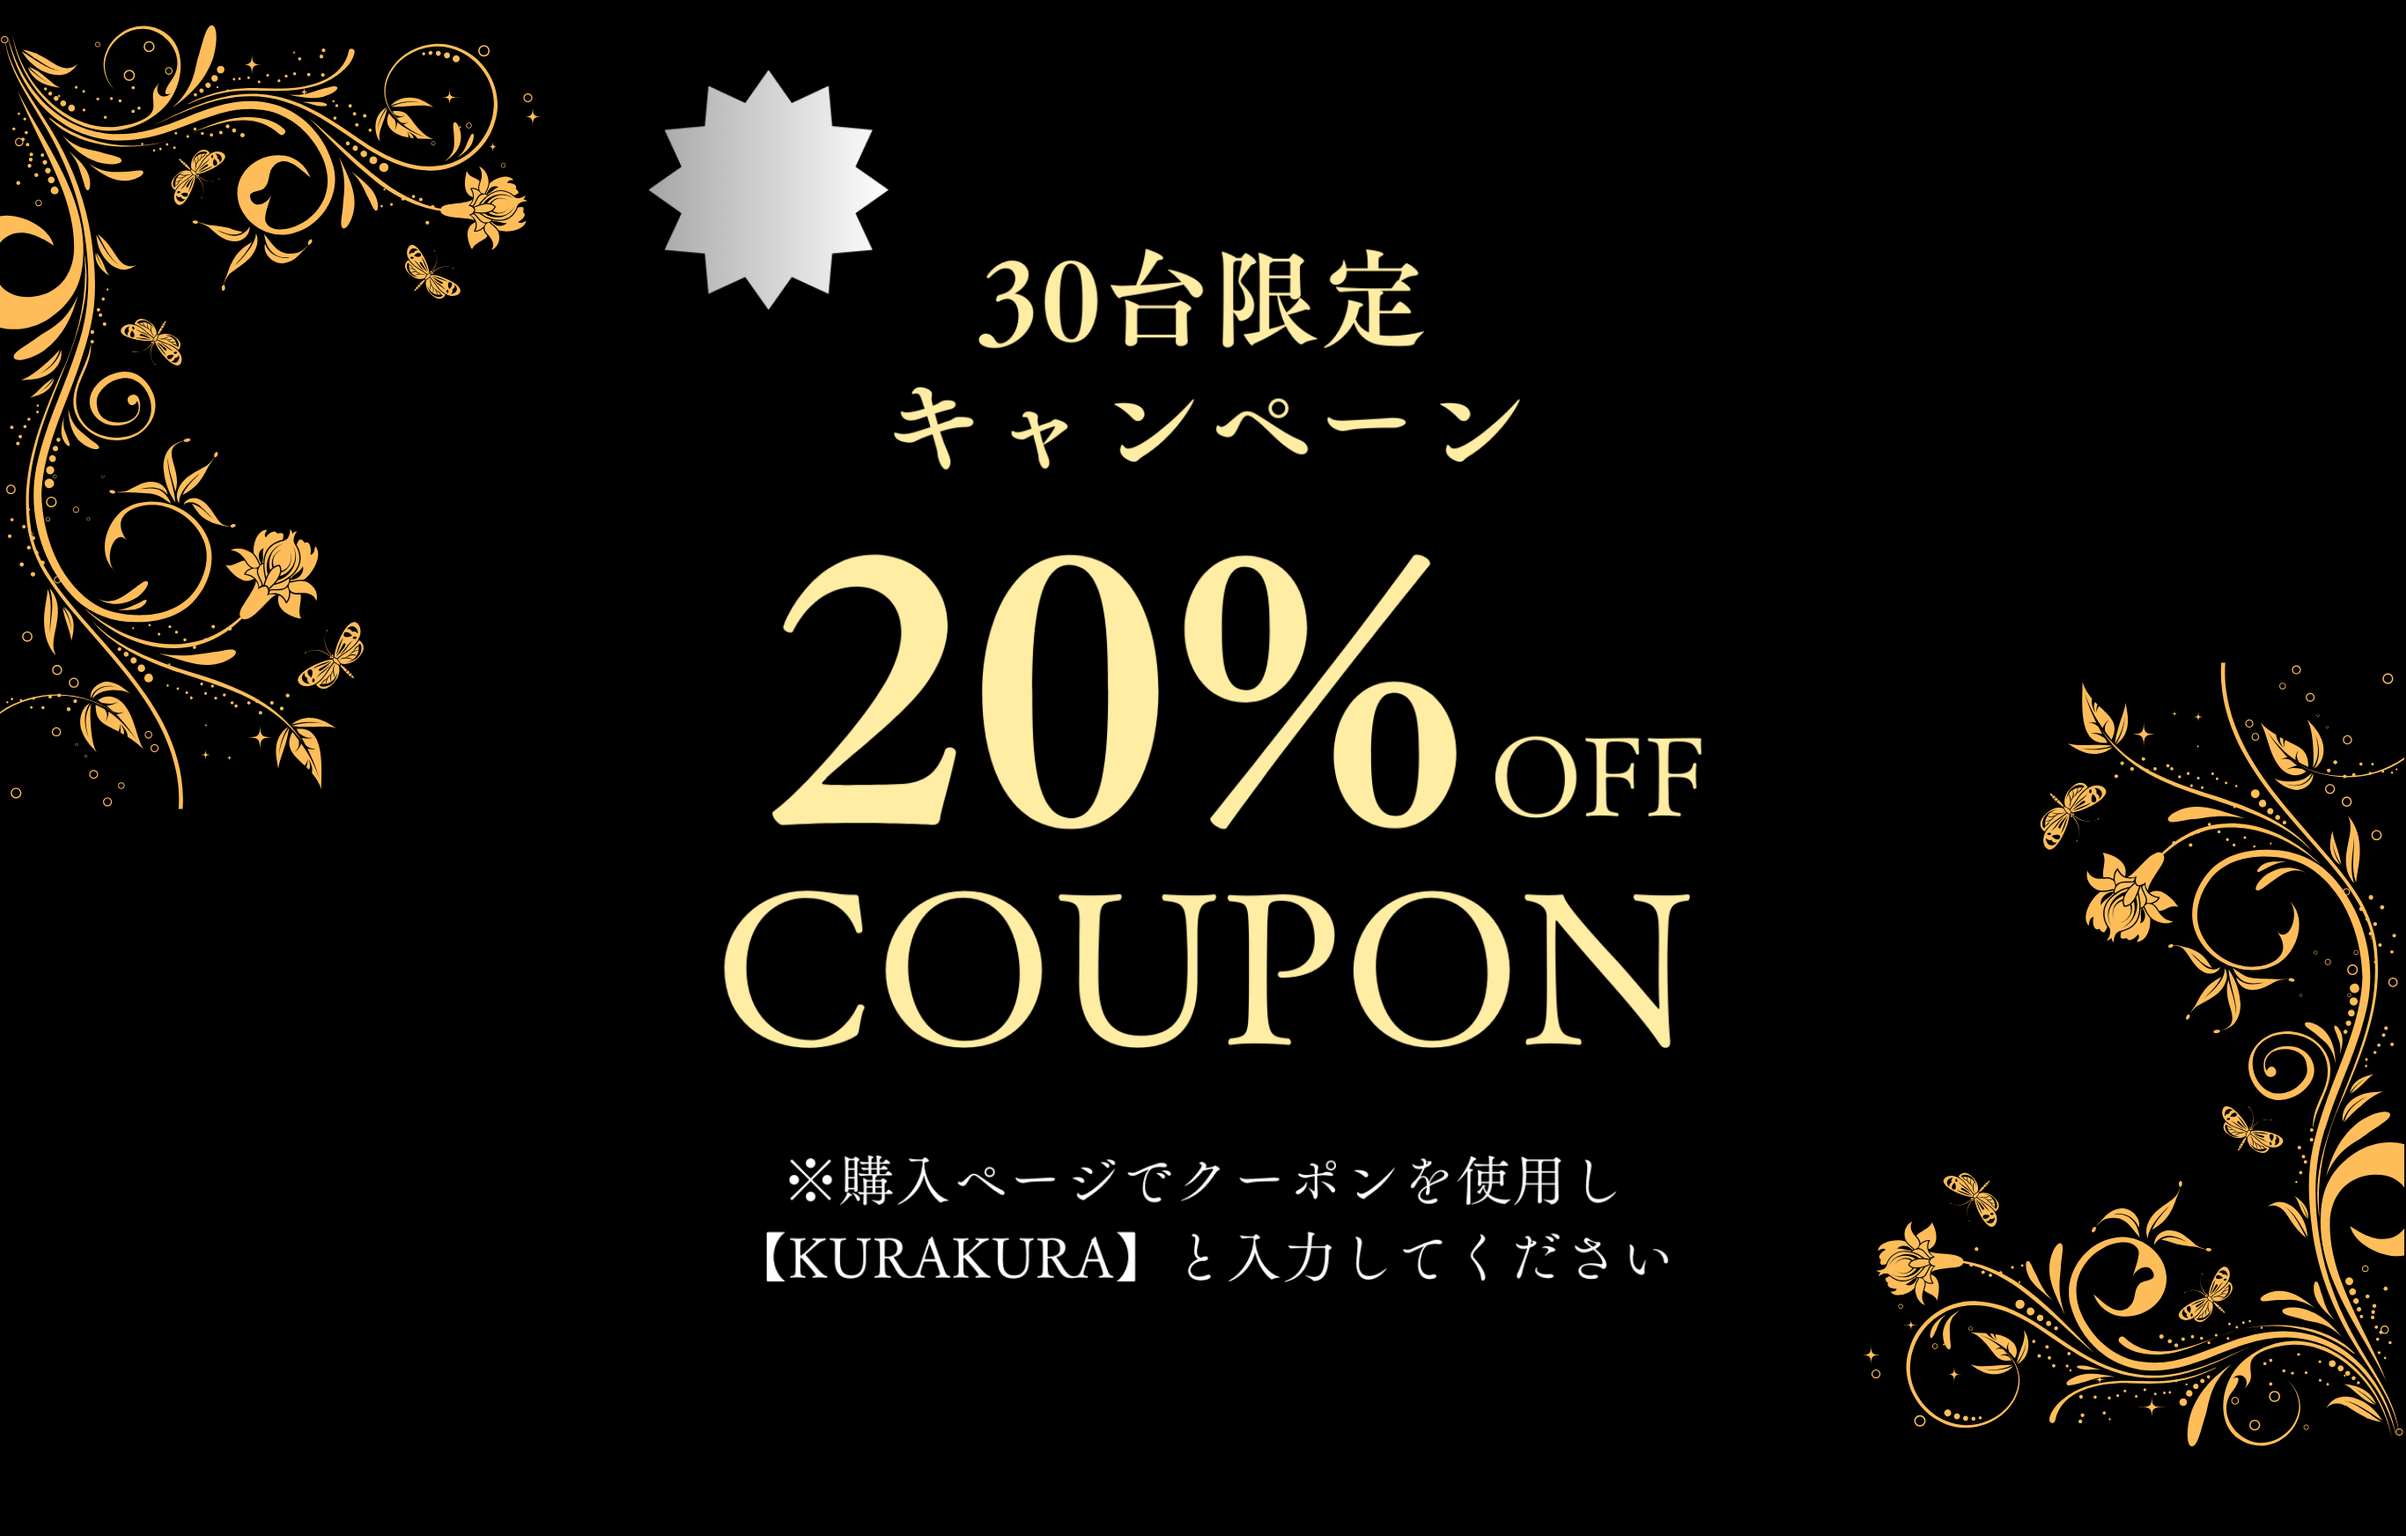 30台限定
キャンペーン
20%OFF
COUPON
※購入ページでクーポンを使用し
【KURAKURA】と入力してください